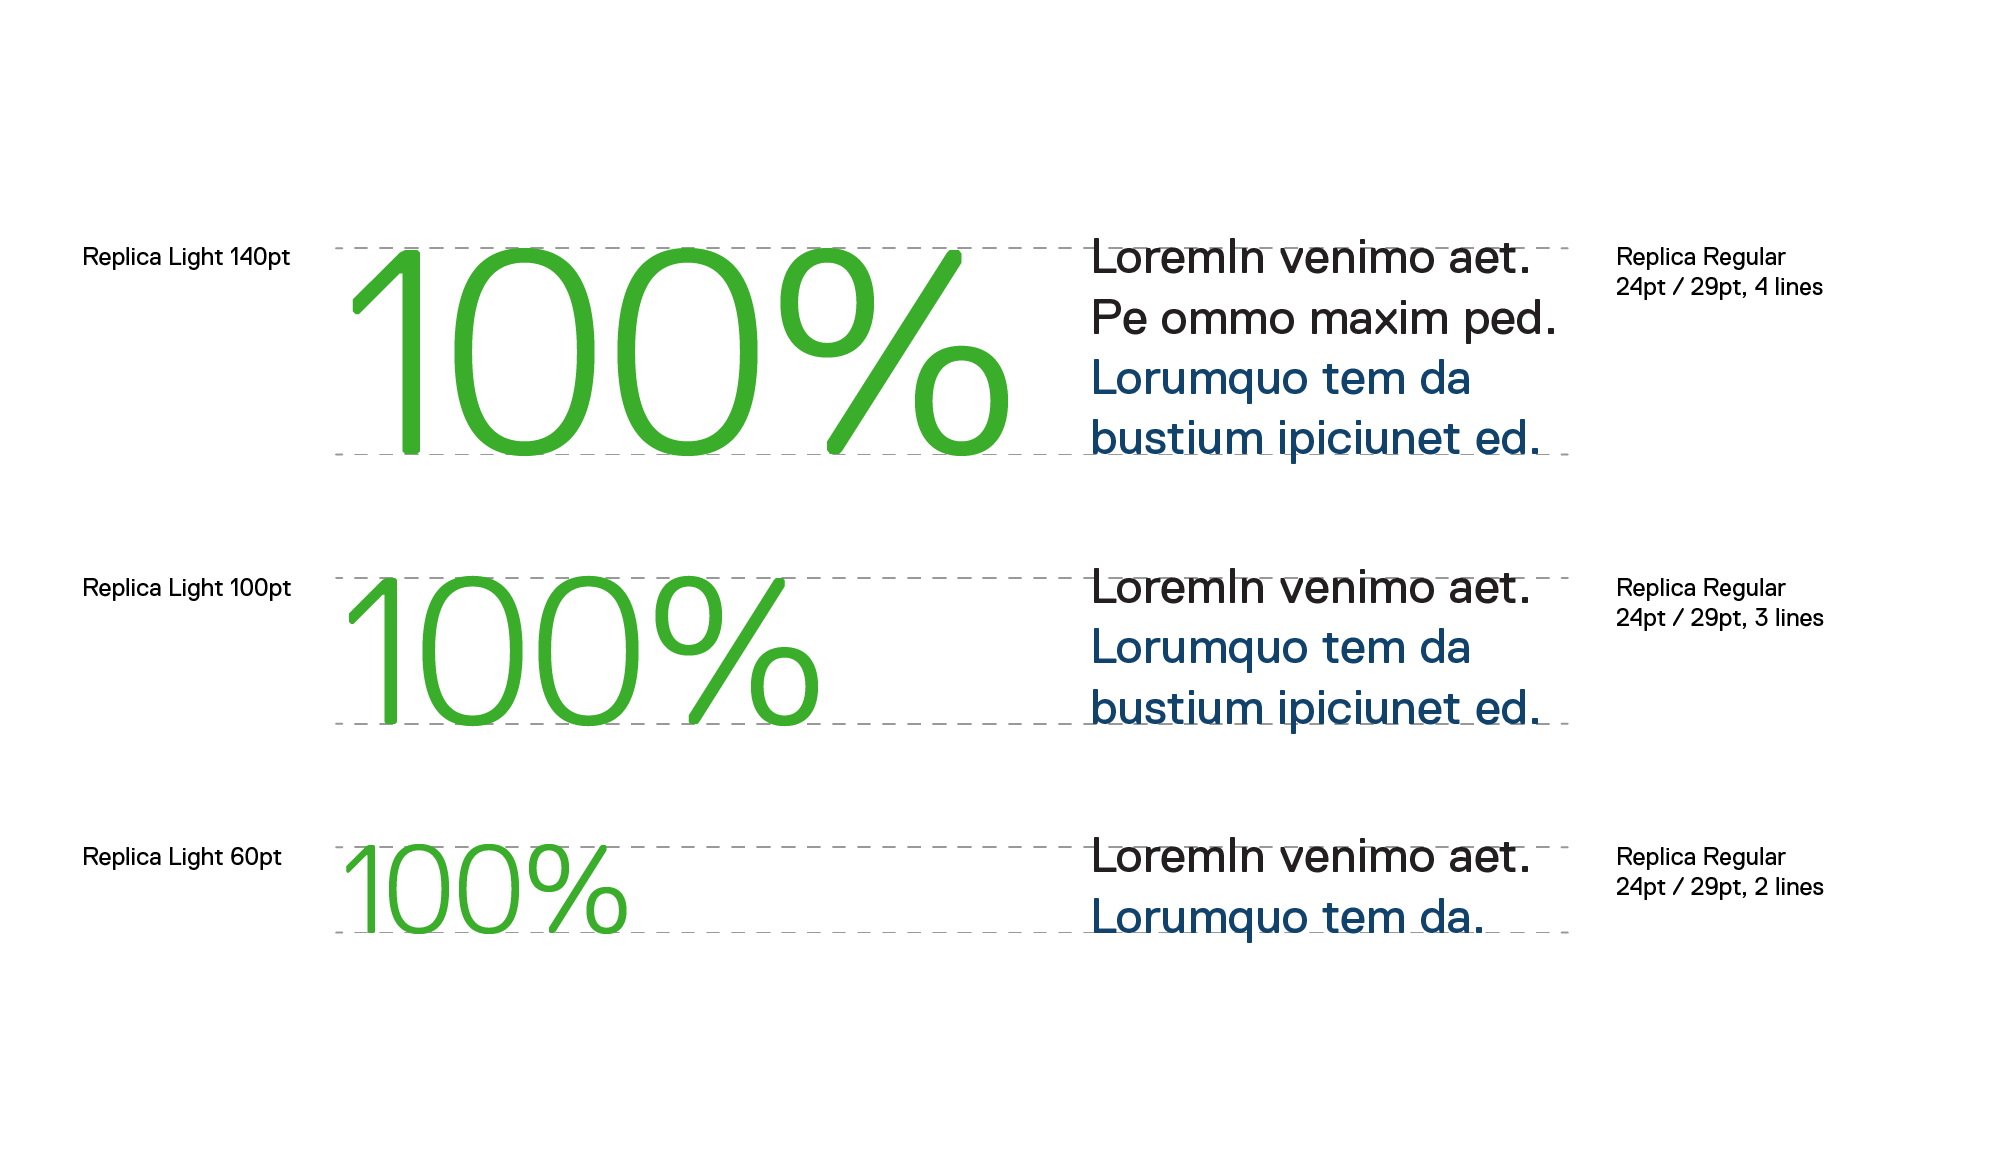 Replica Light 140pt
100%
LoremIn venimo aet.
Pe ommo maxim ped.
Lorumquo tem da
bustium ipiciunet ed.
Replica Regular
24pt / 29pt, 4 lines
Replica Light 100pt
100%
LoremIn venimo aet.
Lorumquo tem da
bustium ipiciunet ed.
Replica Regular
24pt / 29pt, 3 lines
Replica Light 60pt
100%
LoremIn venimo aet.
Lorumquo tem da.
Replica Regular
24pt / 29pt, 2 lines